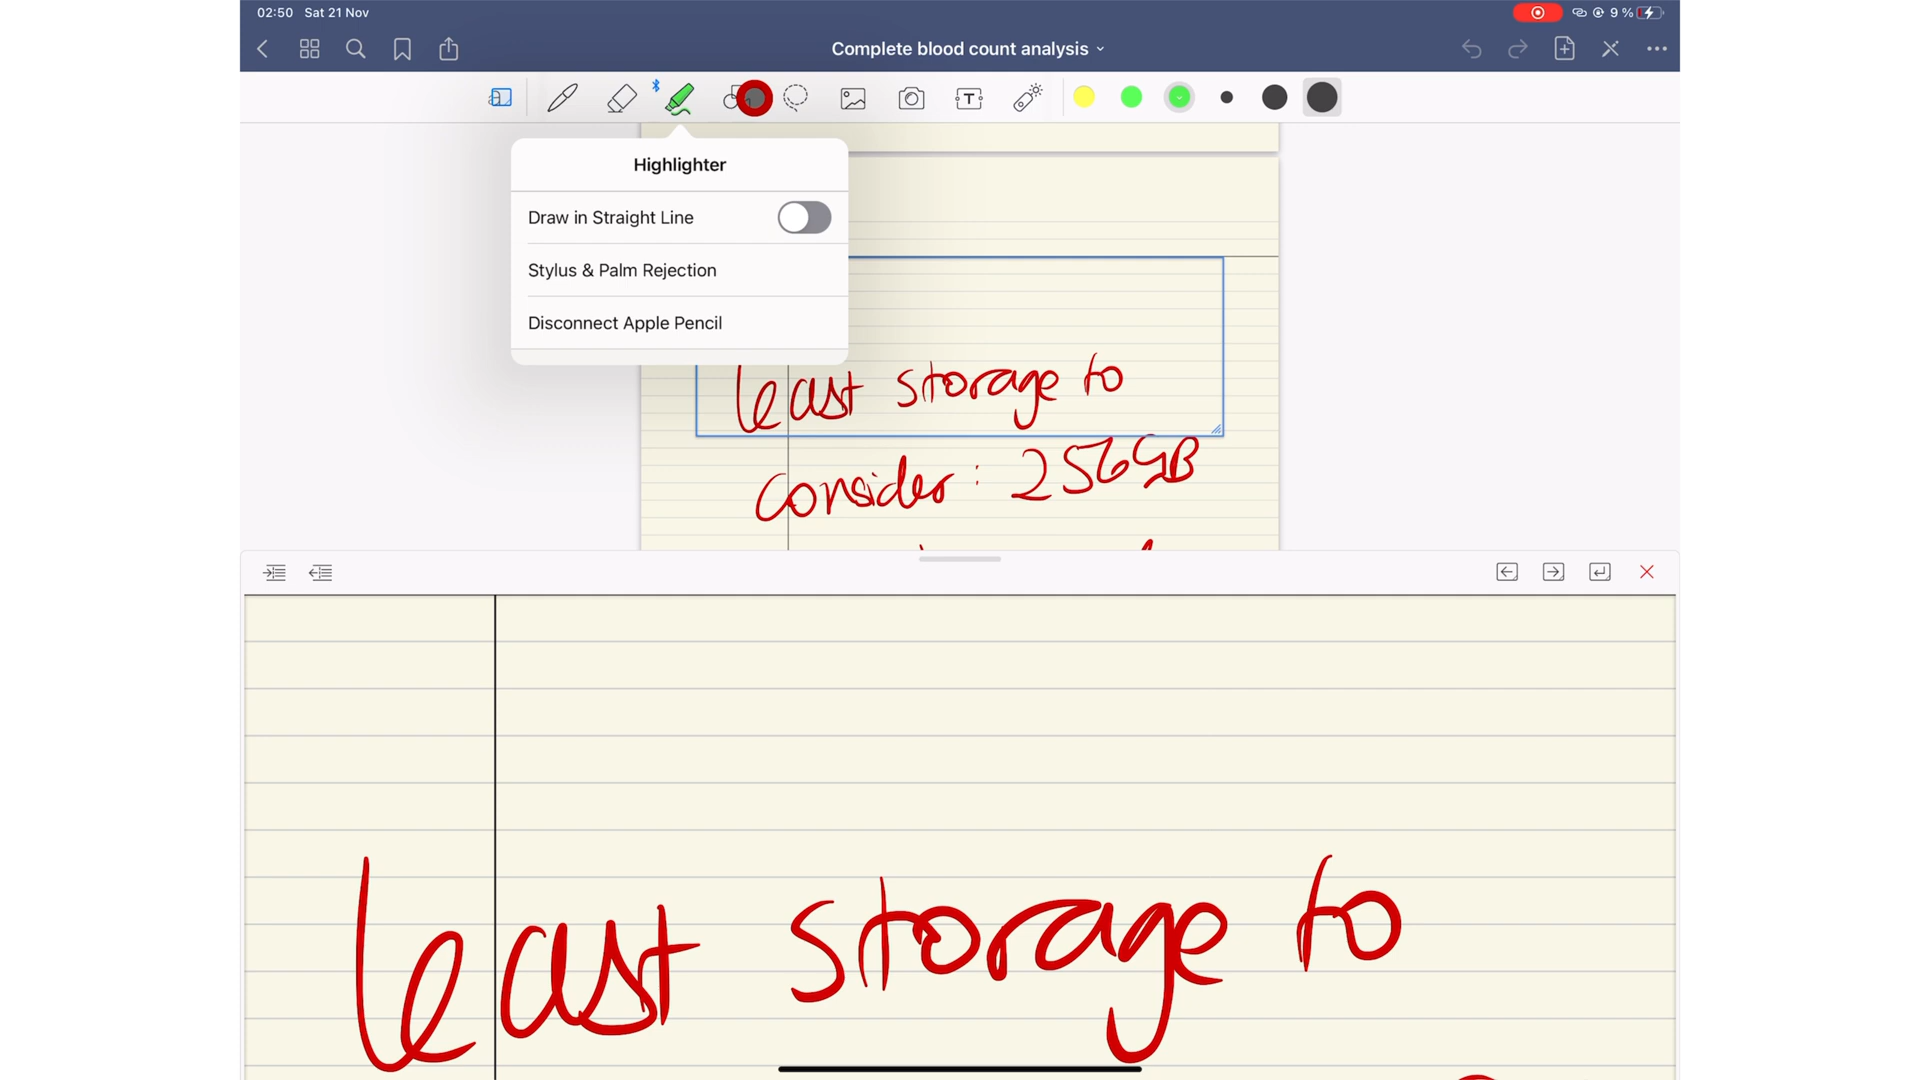 02:50 Sat 21 Nov 9 %
Complete blood count analysis
T
Highlighter
Draw in Straight Line
Stylus & Palm Rejection
Disconnect Apple Pencil
least storage to
consider : 256GB
least storage to